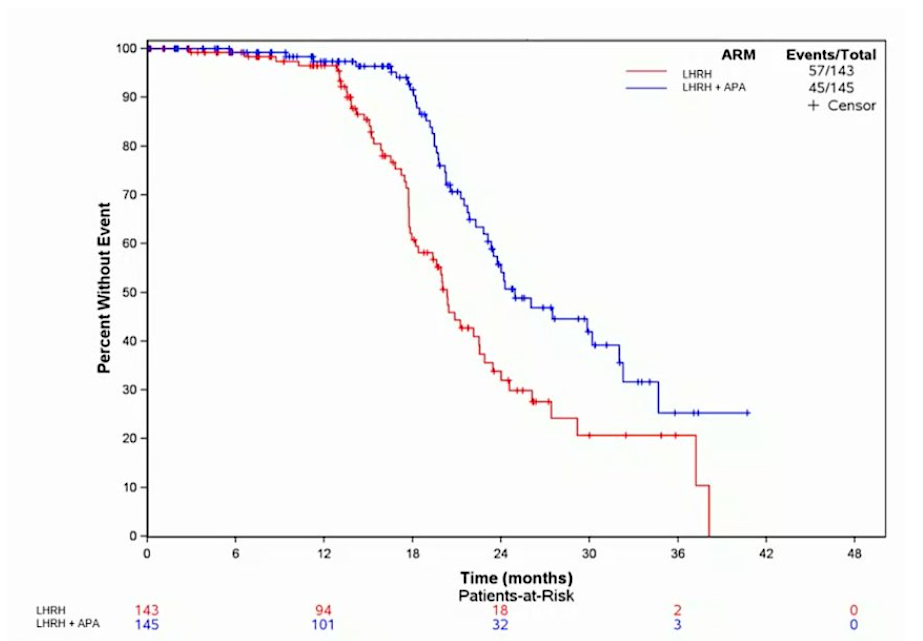 ARM Events/Total
LHRH 57/143
LHRH + APA 45/145
+ Censor
100
90
80
70
60
50
40
30
20
10
0
Percent Without Event
0 6 12 18 24 30 36 42 48
Time (months)
Patients-at-Risk
LHRH 143 94 18 2 0
LHRH + APA 145 101 32 3 0